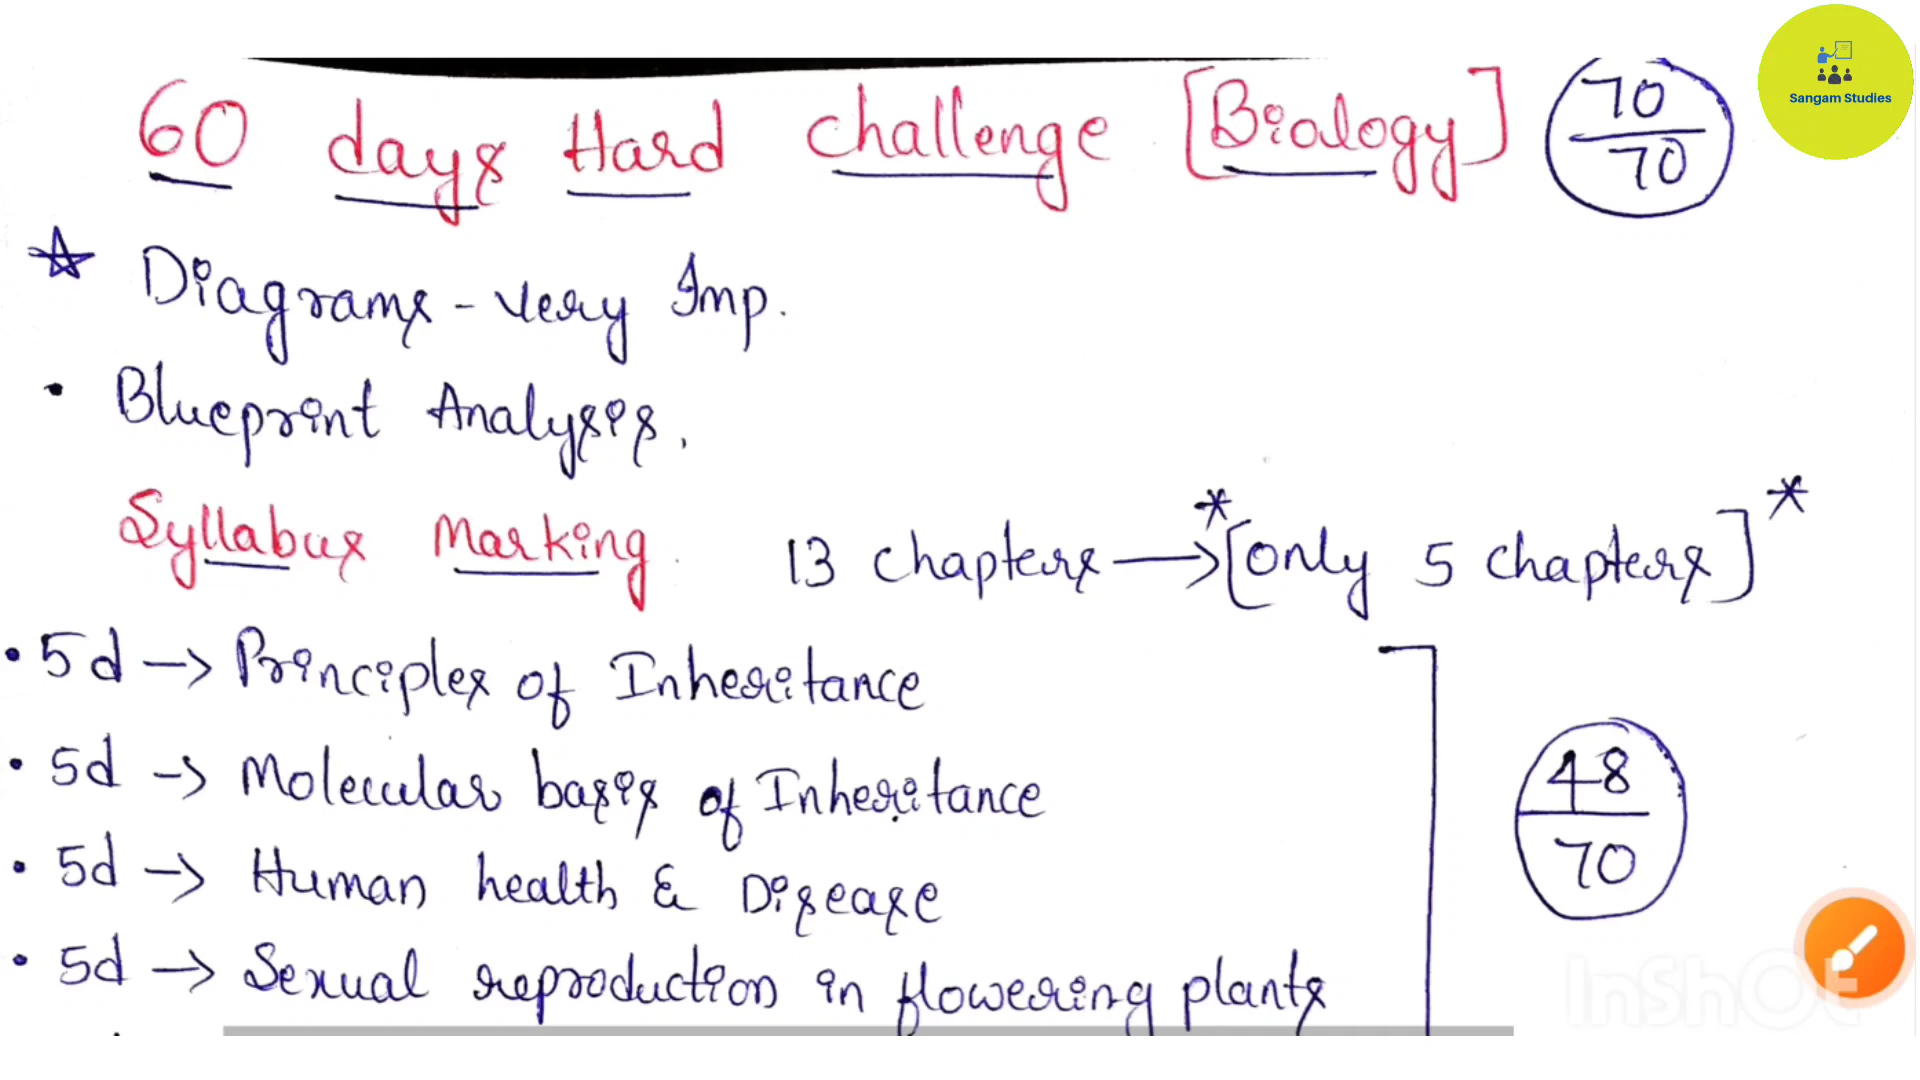 60 days Hard challenge [Biology] 70/70
Sangam Studies
☆ Diagrams - Very Imp.
• Blueprint Analysis.
Syllabus Marking 13 chapters → *[only 5 chapters]*
• 5d → Principles of Inheritance
• 5d → Molecular basis of Inheritance
48/70
• 5d → Human health & Disease
• 5d → Sexual reproduction in flowering plants
InShOt